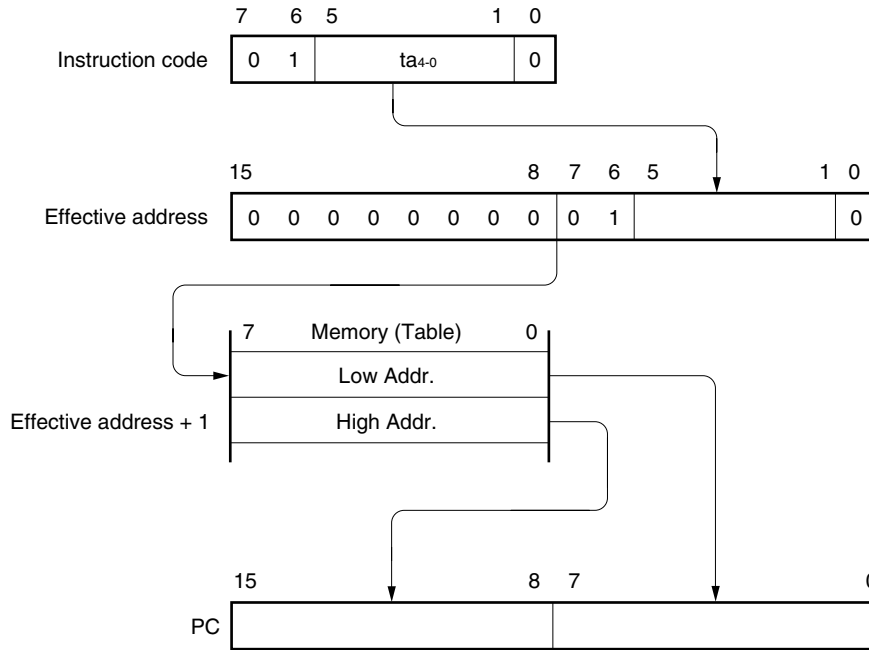 7 6 5 1 0
Instruction code 0 1 ta4-0 0
15 8 7 6 5 1 0
Effective address 0 0 0 0 0 0 0 0 0 1 0
7 Memory (Table) 0
Low Addr.
Effective address + 1 High Addr.
15 8 7 0
PC